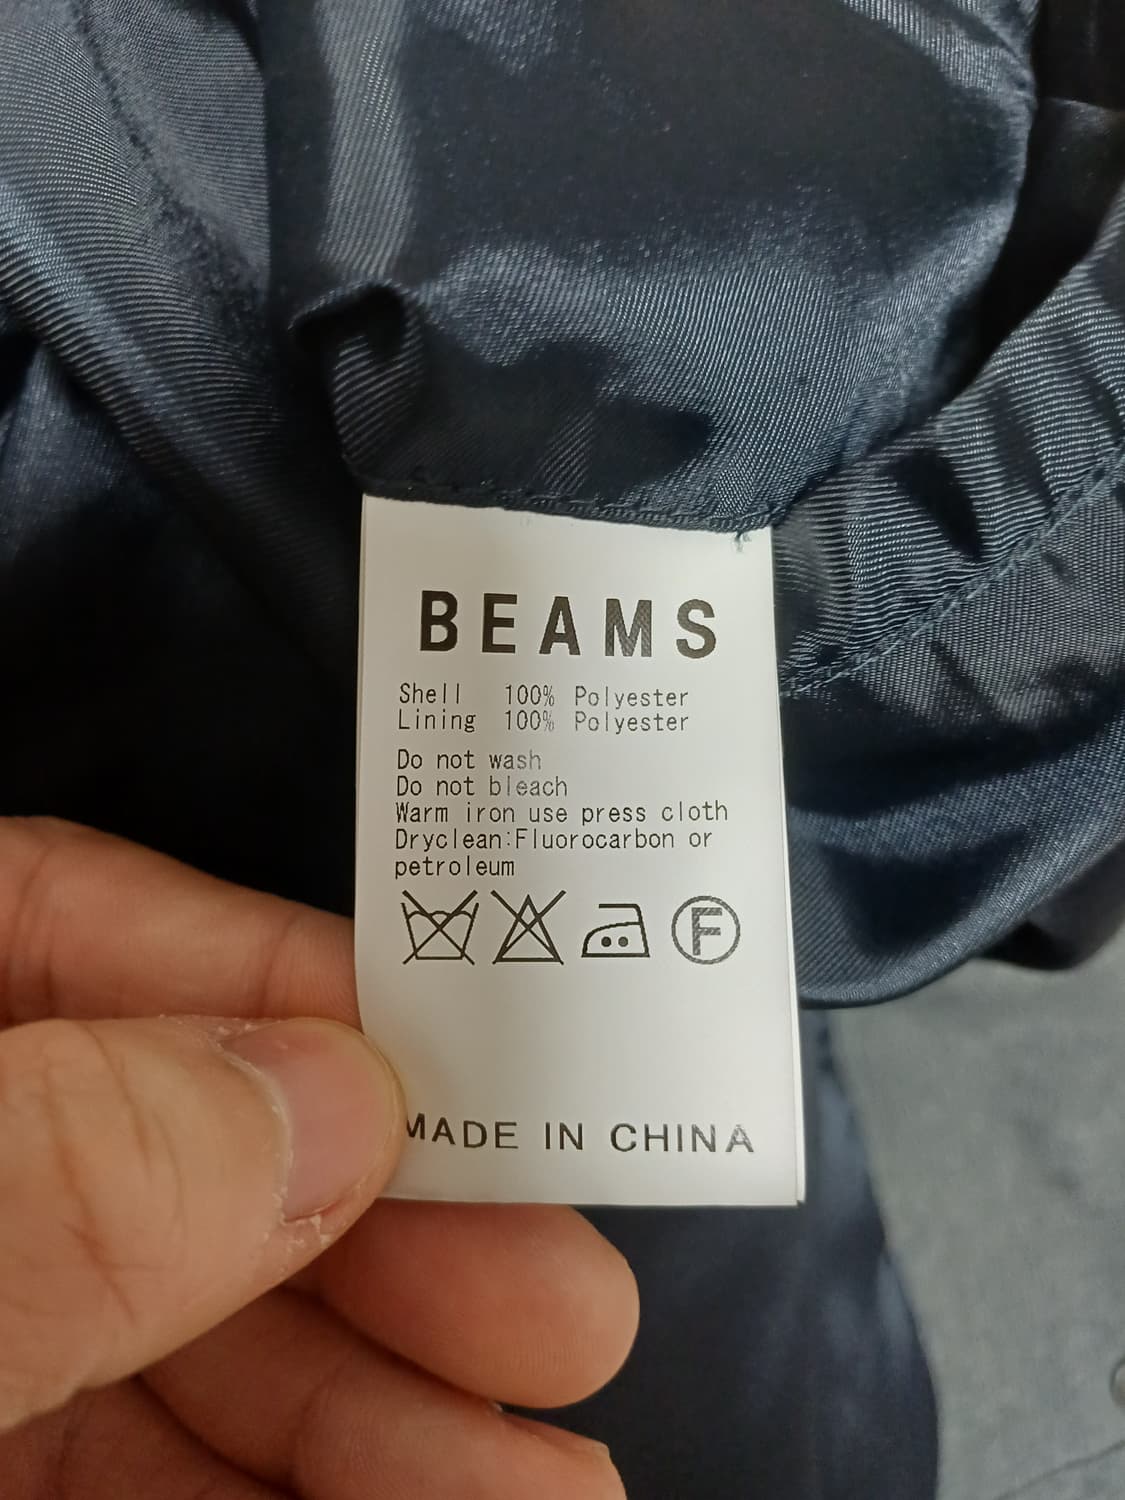 BEAMS
Shell 100% Polyester
Lining 100% Polyester
Do not wash
Do not bleach
Warm iron use press cloth
Dryclean:Fluorocarbon or
petroleum
F
MADE IN CHINA